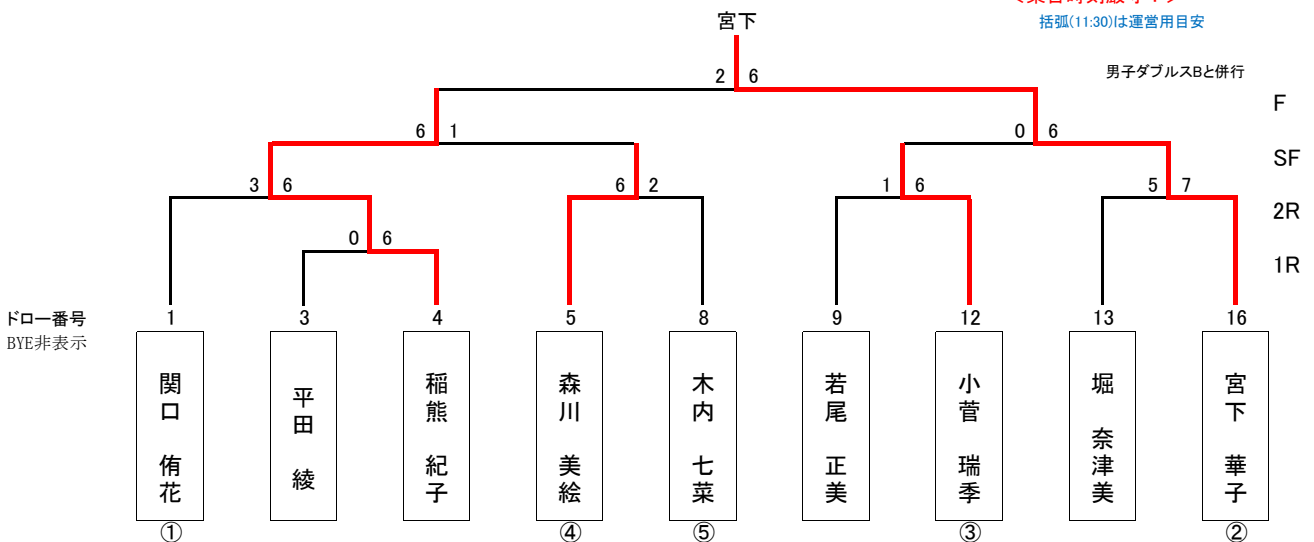 括弧(11:30)は運営用目安
宮下
男子ダブルスBと併行
2 6
F
6 1
0 6
SF
3 6
6 2
1 6
5 7
2R
0 6
1R
ドロー番号
1 3 4 5 8 9 12 13 16
BYE非表示
関口 侑花
平田 綾
稲熊 紀子
森川 美絵
木内 七菜
若尾 正美
小菅 瑞季
堀 奈津美
宮下 華子
① ④ ⑤ ③ ②